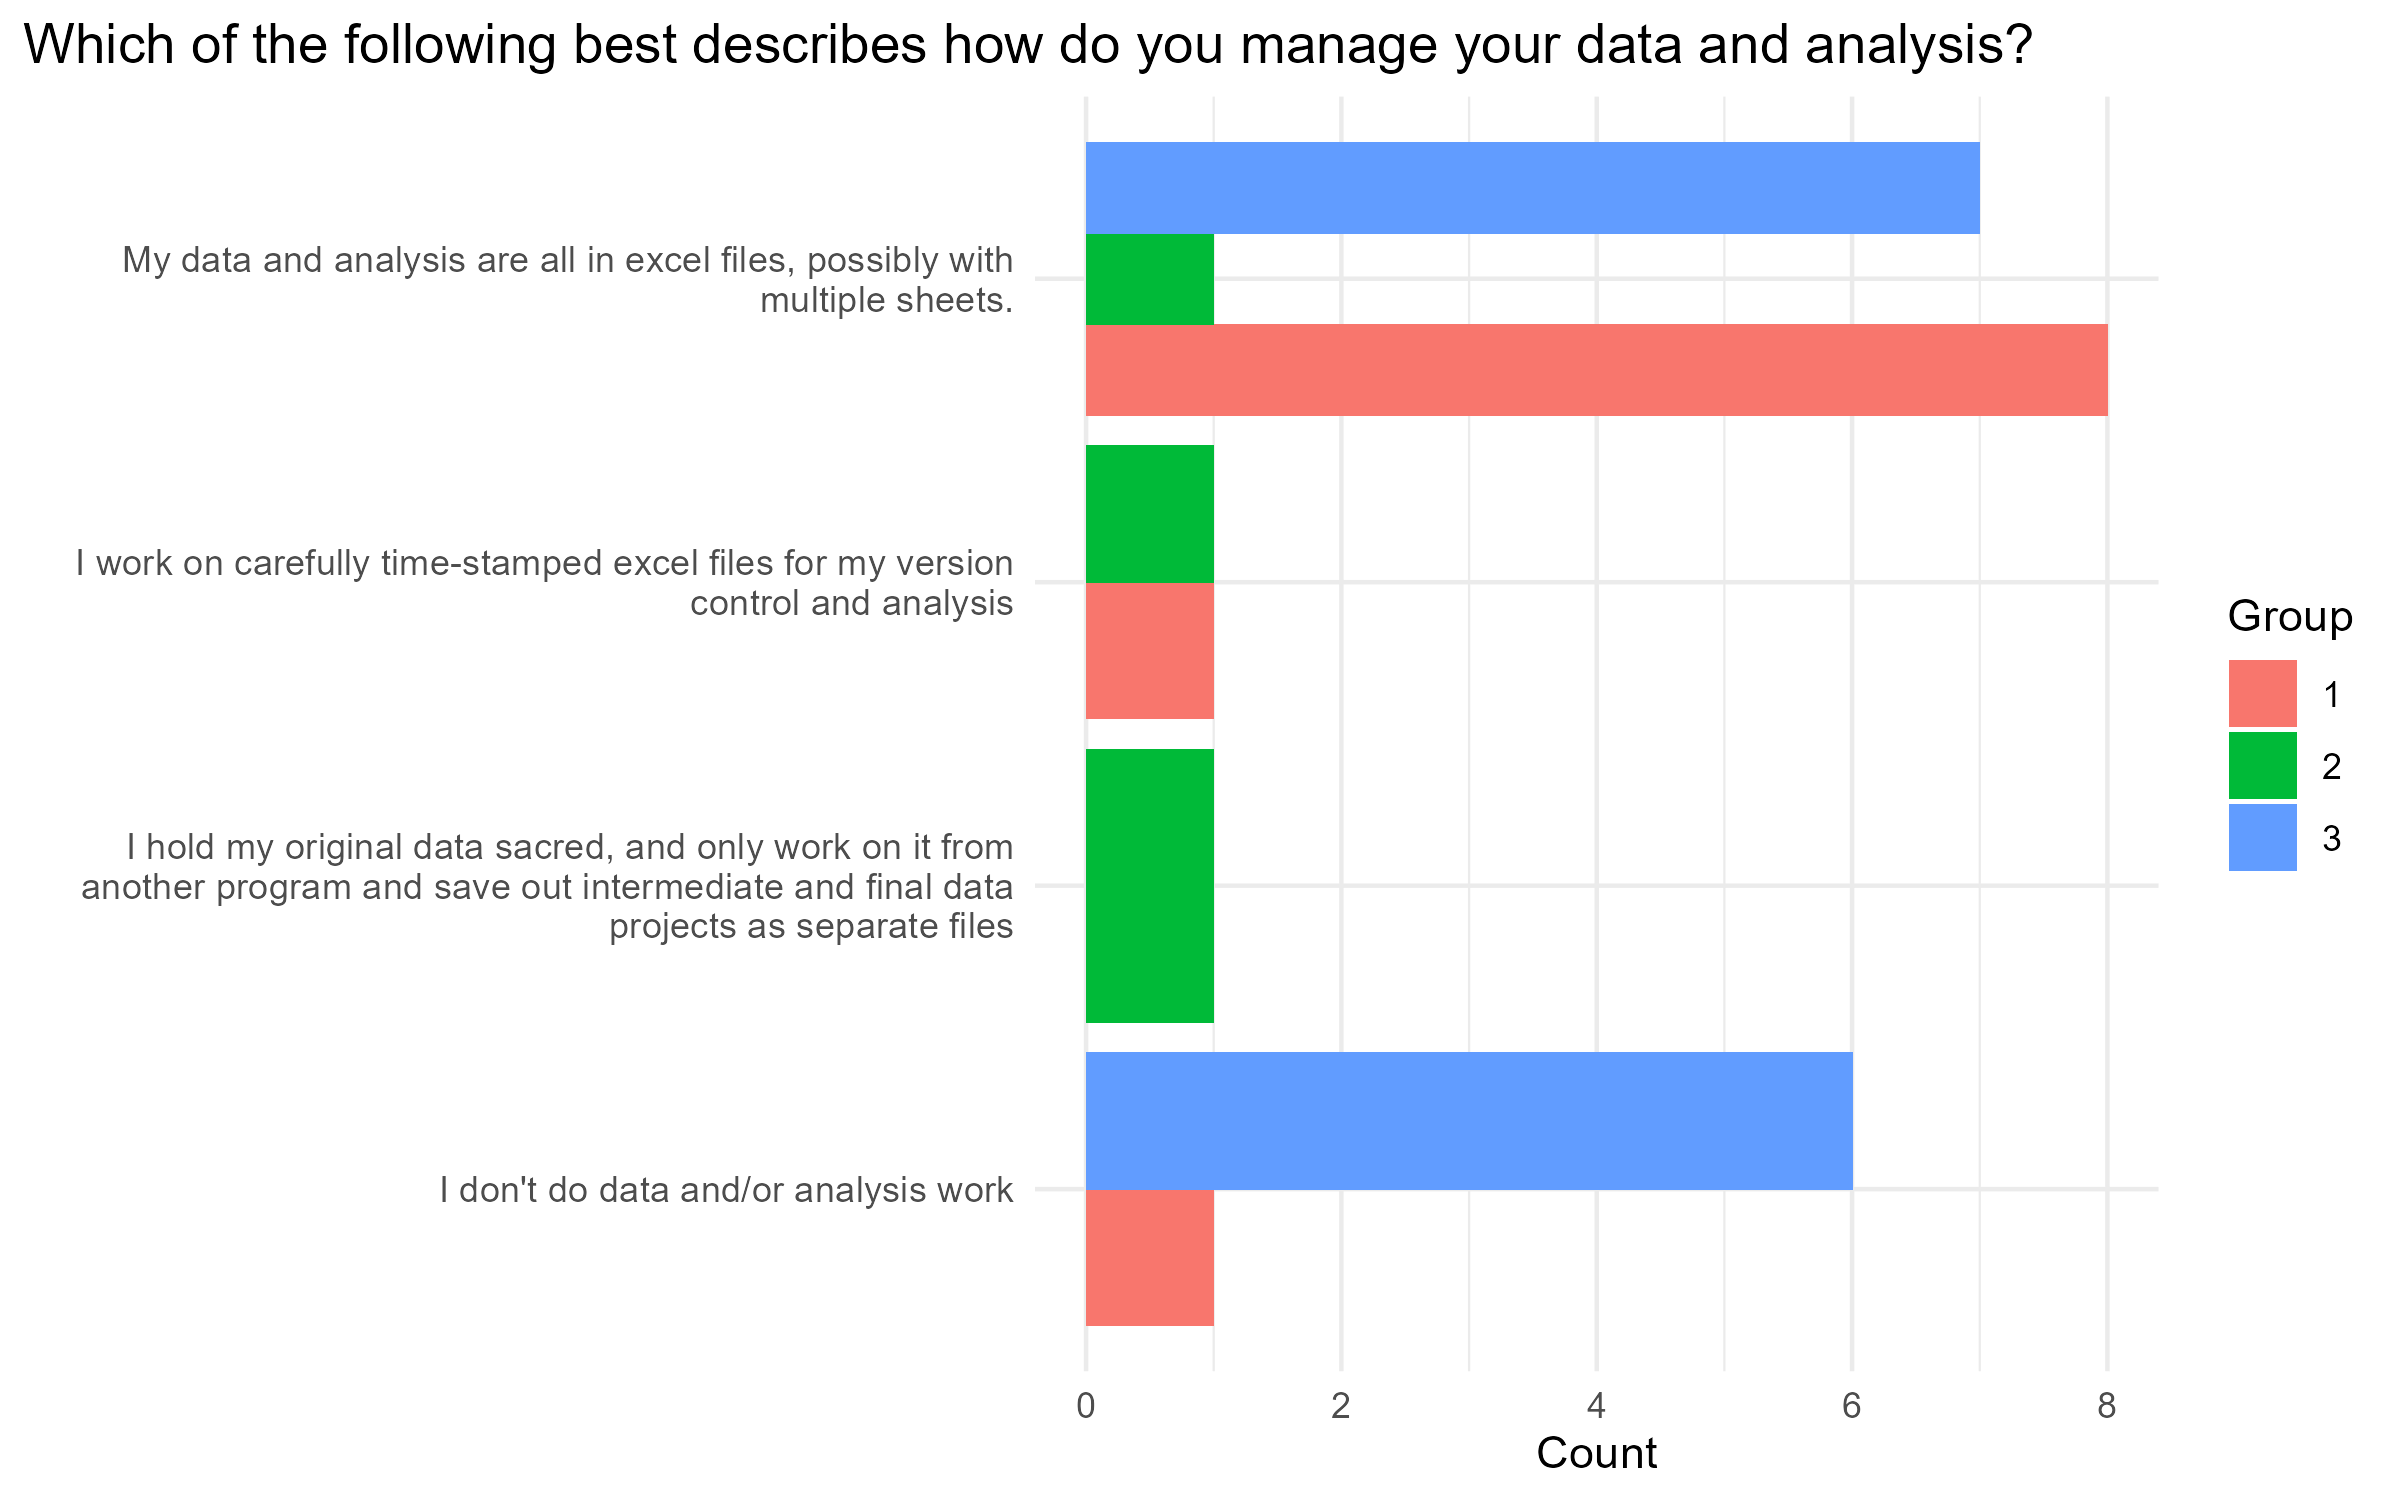 Which of the following best describes how do you manage your data and analysis?
My data and analysis are all in excel files, possibly with
multiple sheets.
I work on carefully time-stamped excel files for my version
control and analysis
I hold my original data sacred, and only work on it from
another program and save out intermediate and final data
projects as separate files
I don't do data and/or analysis work
0 2 4 6 8
Count
Group
1
2
3